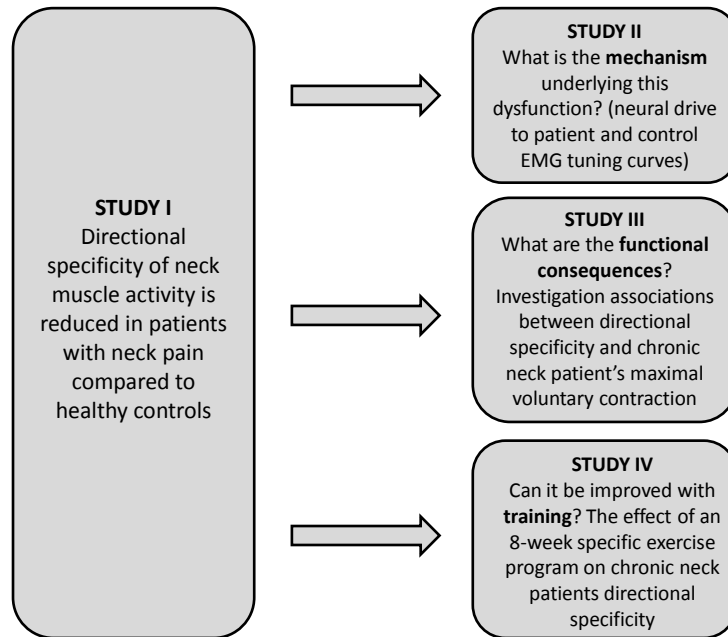 STUDY I
Directional
specificity of neck
muscle activity is
reduced in patients
with neck pain
compared to
healthy controls
STUDY II
What is the mechanism
underlying this
dysfunction? (neural drive
to patient and control
EMG tuning curves)
STUDY III
What are the functional
consequences?
Investigation associations
between directional
specificity and chronic
neck patient's maximal
voluntary contraction
STUDY IV
Can it be improved with
training? The effect of an
8-week specific exercise
program on chronic neck
patients directional
specificity